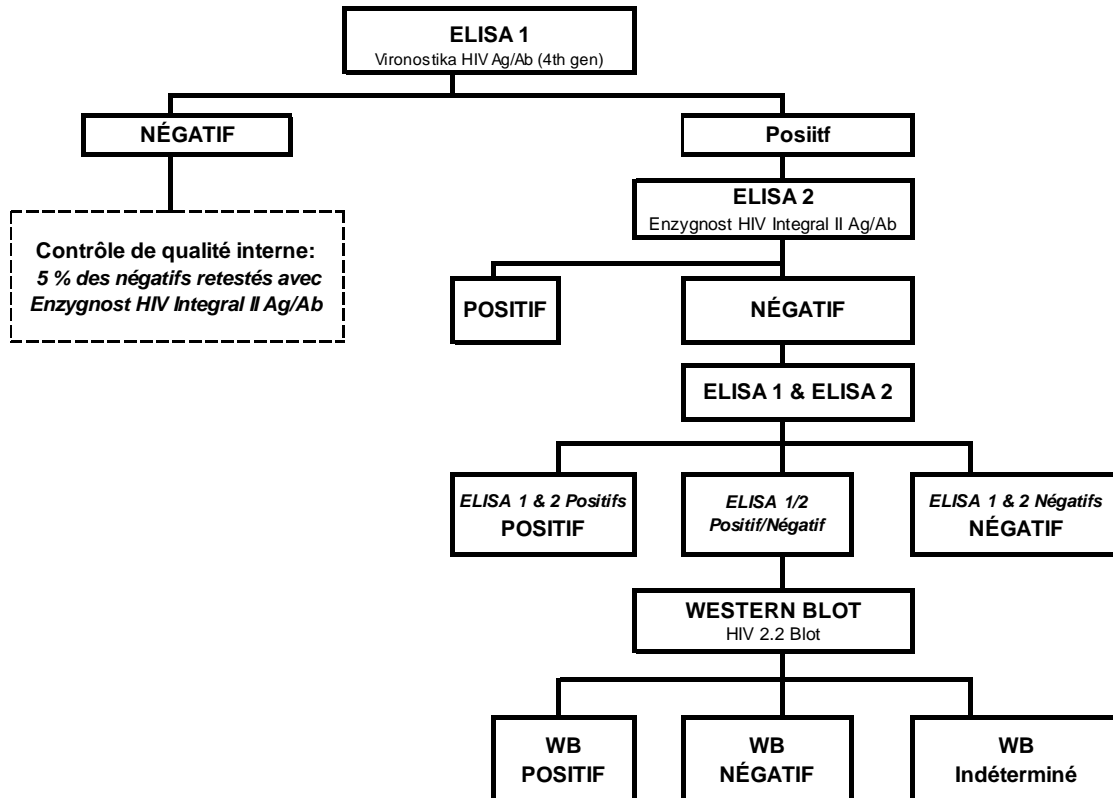 ELISA 1
Vironostika HIV Ag/Ab (4th gen)
NÉGATIF
Posiitf
ELISA 2
Enzygnost HIV Integral II Ag/Ab
Contrôle de qualité interne:
5 % des négatifs retestés avec
Enzygnost HIV Integral II Ag/Ab
POSITIF
NÉGATIF
ELISA 1 & ELISA 2
ELISA 1 & 2 Positifs
POSITIF
ELISA 1/2
Positif/Négatif
ELISA 1 & 2 Négatifs
NÉGATIF
WESTERN BLOT
HIV 2.2 Blot
WB
POSITIF
WB
NÉGATIF
WB
Indéterminé